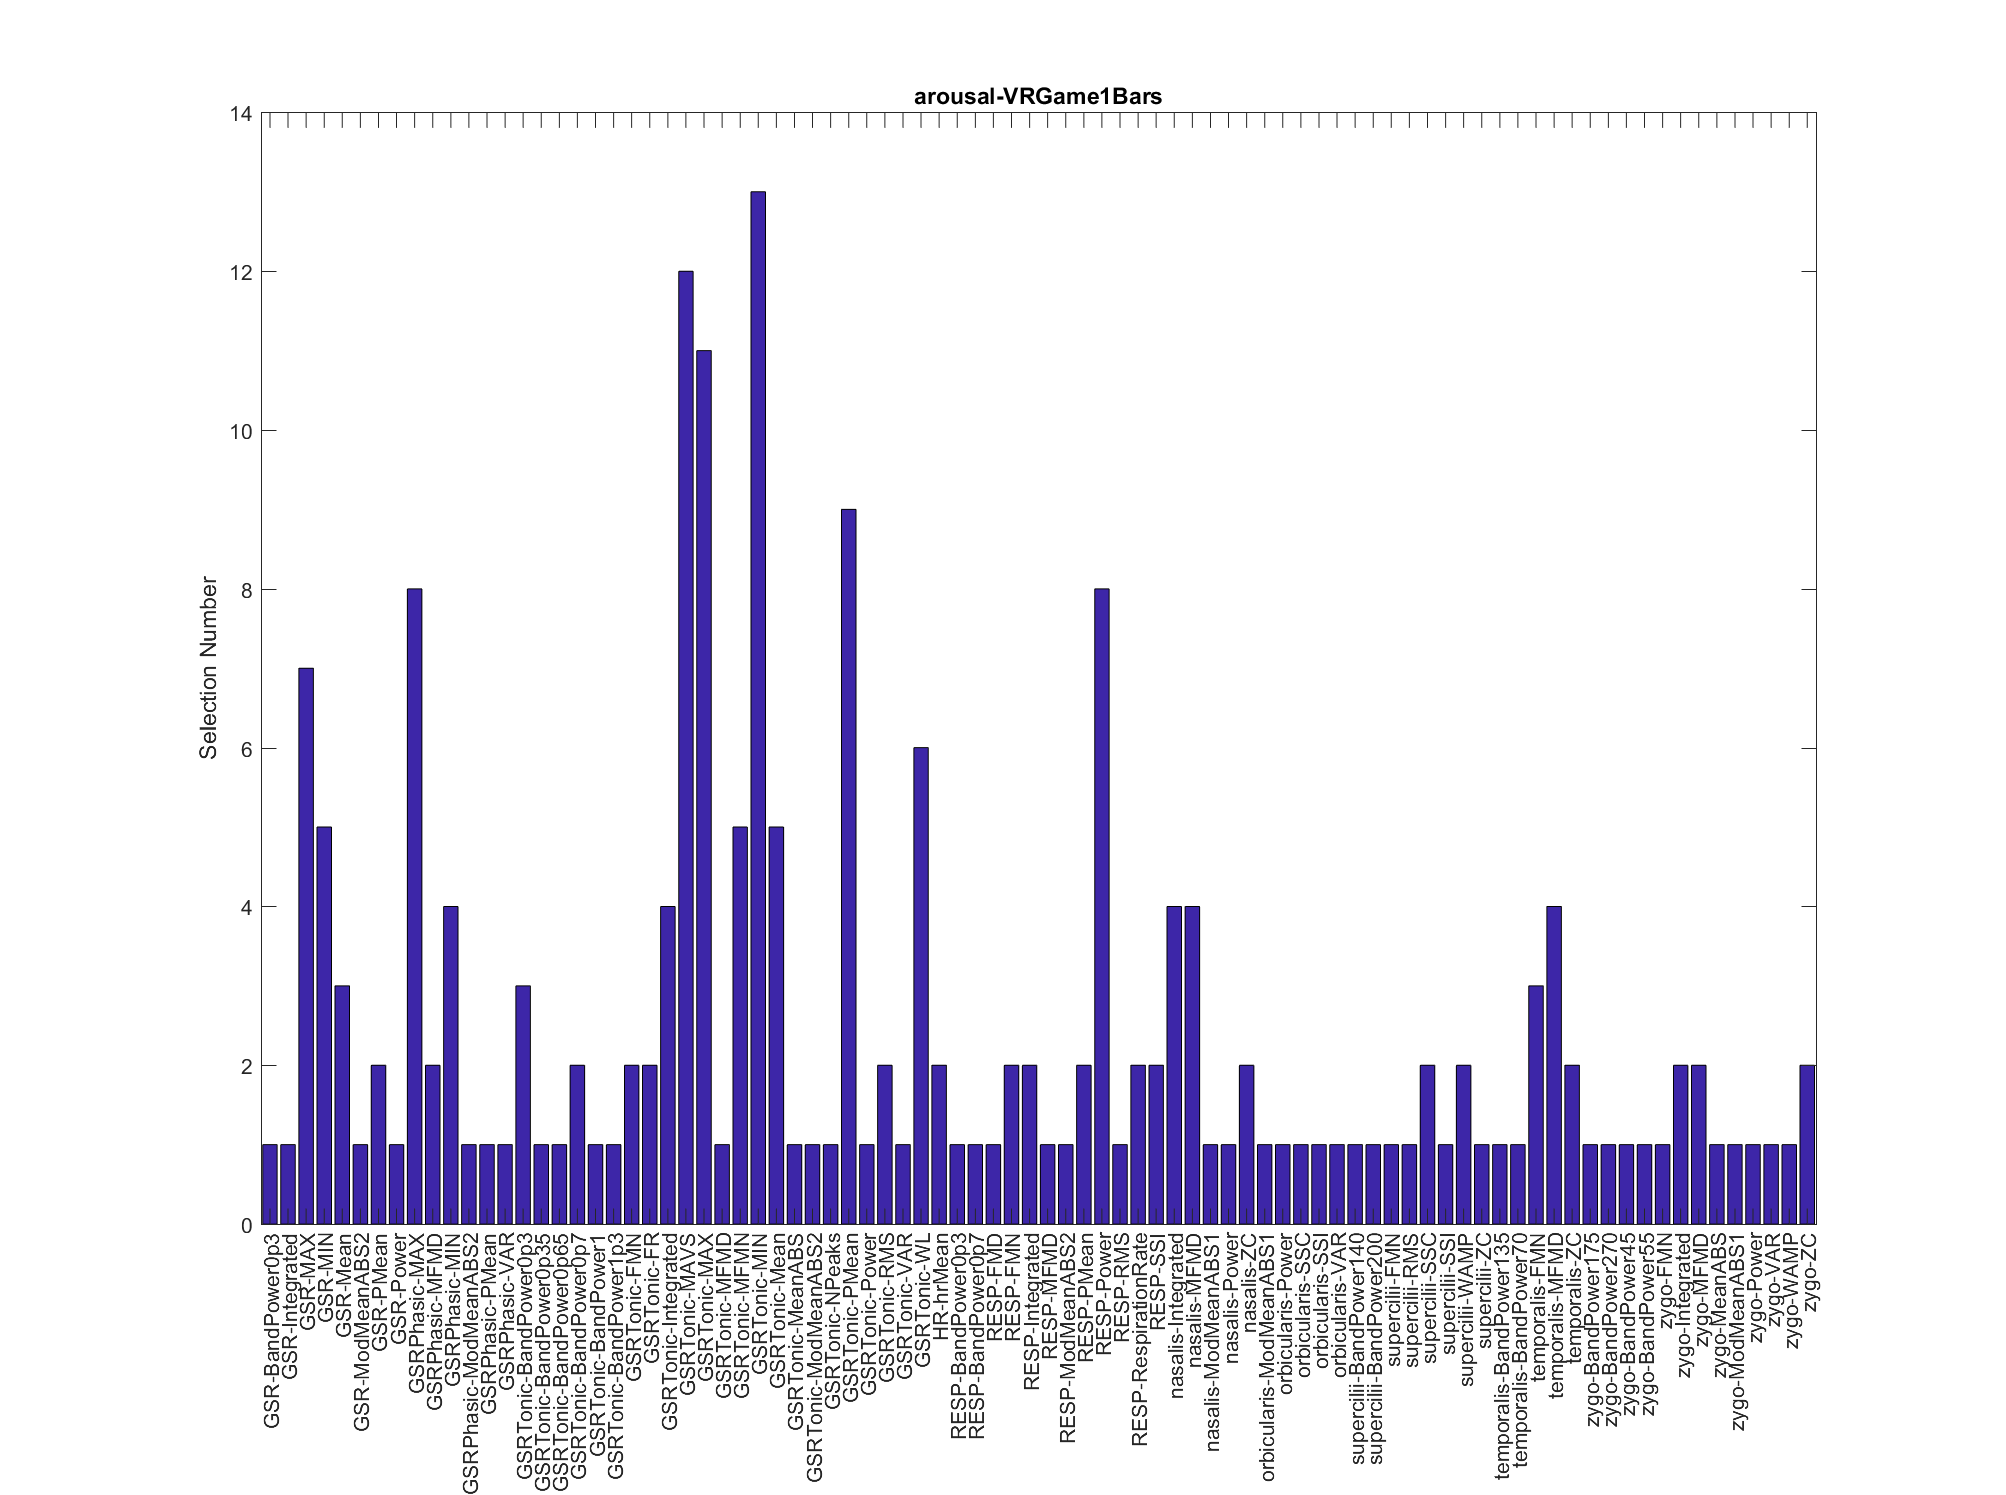 arousal-VRGame1Bars
14
12
10
8
6
4
2
0
Selection Number
GSR-BandPower0p3
GSR-Integrated
GSR-MAX
GSR-MIN
GSR-Mean
GSR-ModMeanABS2
GSR-PMean
GSR-Power
GSRPhasic-MAX
GSRPhasic-MFMD
GSRPhasic-MIN
GSRPhasic-ModMeanABS2
GSRPhasic-PMean
GSRPhasic-VAR
GSRTonic-BandPower0p3
GSRTonic-BandPower0p35
GSRTonic-BandPower0p65
GSRTonic-BandPower0p7
GSRTonic-BandPower1
GSRTonic-BandPower1p3
GSRTonic-FMN
GSRTonic-FR
GSRTonic-Integrated
GSRTonic-MAVS
GSRTonic-MAX
GSRTonic-MFMD
GSRTonic-MFMN
GSRTonic-MIN
GSRTonic-Mean
GSRTonic-MeanABS
GSRTonic-ModMeanABS2
GSRTonic-NPeaks
GSRTonic-PMean
GSRTonic-Power
GSRTonic-RMS
GSRTonic-VAR
GSRTonic-WL
HR-hrMean
RESP-BandPower0p3
RESP-BandPower0p7
RESP-FMD
RESP-FMN
RESP-Integrated
RESP-MFMD
RESP-ModMeanABS2
RESP-PMean
RESP-Power
RESP-RMS
RESP-RespirationRate
RESP-SSI
nasalis-Integrated
nasalis-MFMD
nasalis-ModMeanABS1
nasalis-Power
nasalis-ZC
orbicularis-ModMeanABS1
orbicularis-Power
orbicularis-SSC
orbicularis-SSI
orbicularis-VAR
supercilii-BandPower140
supercilii-BandPower200
supercilii-FMN
supercilii-RMS
supercilii-SSC
supercilii-SSI
supercilii-WAMP
supercilii-ZC
temporalis-BandPower135
temporalis-BandPower70
temporalis-FMN
temporalis-MFMD
temporalis-ZC
zygo-BandPower175
zygo-BandPower270
zygo-BandPower45
zygo-BandPower55
zygo-FMN
zygo-Integrated
zygo-MFMD
zygo-MeanABS
zygo-ModMeanABS1
zygo-Power
zygo-VAR
zygo-WAMP
zygo-ZC